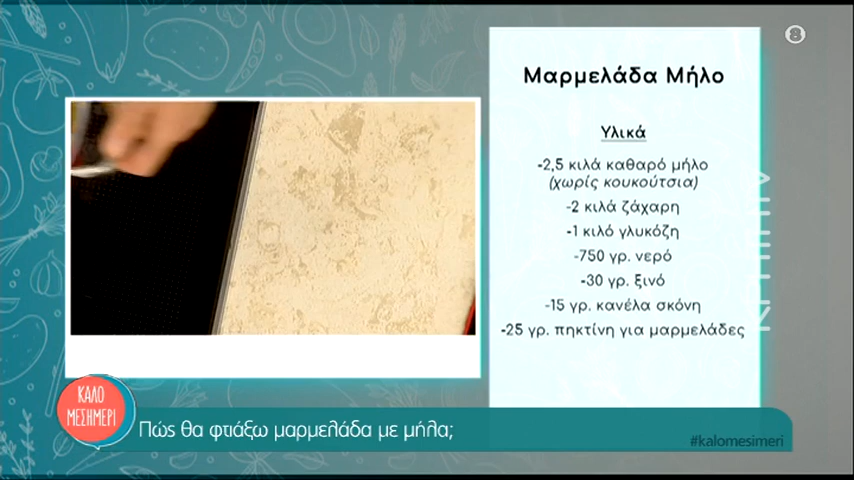 8
Μαρμελάδα Μήλο
Υλικά
-2,5 κιλά καθαρό μήλο
(χωρίς κουκούτσια)
-2 κιλά ζάχαρη
-1 κιλό γλυκόζη
-750 γρ. νερό
-30 γρ. ξινό
-15 γρ. κανέλα σκόνη
-25 γρ. πηκτίνη για μαρμελάδες
ΚΑΛΟ
ΜΕΣΗΜΕΡΙ
Πώς θα φτιάξω μαρμελάδα με μήλα;
#kalomesimeri